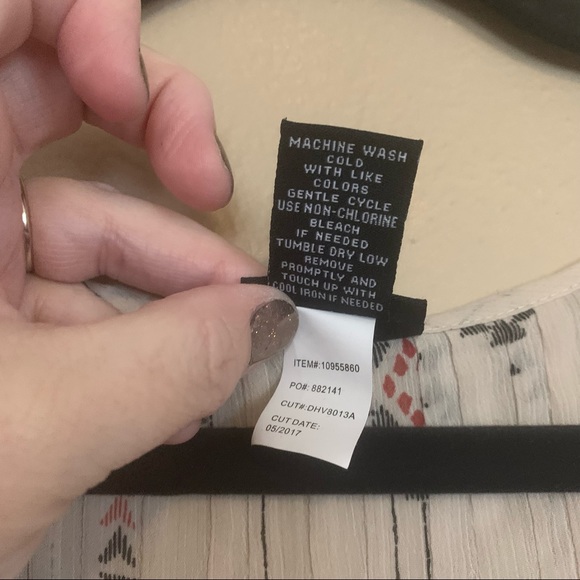 MACHINE WASH
COLD
WITH LIKE
COLORS
GENTLE CYCLE
USE NON-CHLORINE
BLEACH
IF NEEDED
TUMBLE DRY LOW
REMOVE
PROMPTLY AND
TOUCH UP WITH
COOL IRON IF NEEDED
ITEM#:10955860
PO#: 882141
CUT#:DHV8013A
CUT DATE:
05/2017